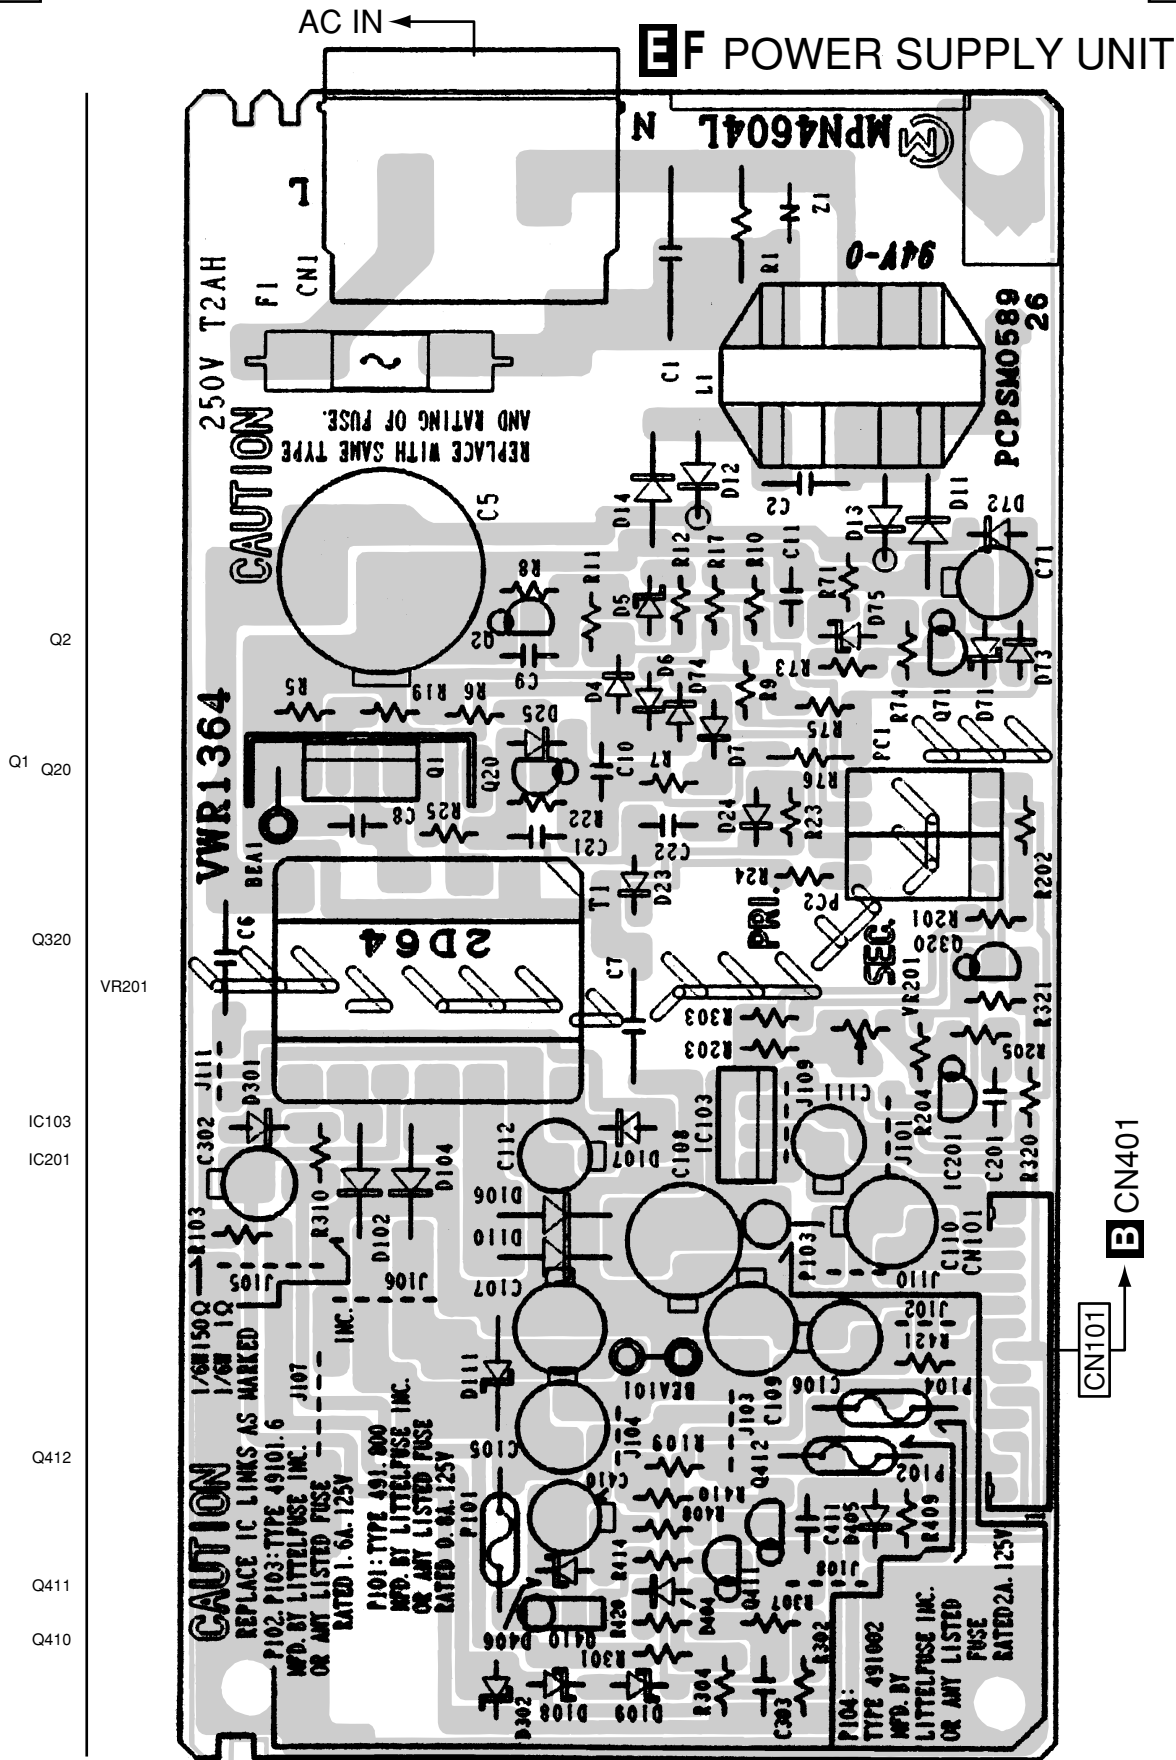 AC IN
E F POWER SUPPLY UNIT
N
MPN4604L
L
Z1
R1
94V-0
250V T2AH
F1
CN1
C1
L1
PCPSM0589
26
CAUTION
REPLACE WITH SAME TYPE
AND RATING OF FUSE.
C5
D14
D12
C2
D13
D11
D72
R8
R11
D5
R12
R17
R10
C11
R71
D75
C71
Q2
Q2
C9
D4
D6
D74
R9
R73
R74
Q71
D71
D73
R5
R19
R6
D25
C10
R7
D7
R75
R76
PC1
VWR1364
Q1
Q20
Q1
Q20
C8
R25
R22
C21
C22
D24
R23
R24
PC2
R202
BEA1
T1
D23
PRI.
SEC.
R201
Q320
Q320
C6
2D64
C7
VR201
VR201
R303
R203
R321
R205
J111
D301
J109
C111
R204
IC103
IC201
C302
C112
D107
C108
IC103
J101
IC201
C201
R320
R103
R310
D102
D104
D106
D110
C107
P103
J110
C110
CN101
B CN401
CN101
1/6W150Ω
1/6W 1Ω
J105
J106
J102
R421
CAUTION
REPLACE IC LINKS AS MARKED
P102. P103:TYPE 49101.6
MFD. BY LITTELFUSE INC.
OR ANY LISTED FUSE
RATED 1.6A.125V
J107
INC.
P101:TYPE 491.800
MFD. BY LITTELFUSE INC.
OR ANY LISTED FUSE
RATED 0.8A.125V
D111
BEA101
C106
P104
C105
J104
R109
J103
C109
Q412
Q412
P102
P101
C410
R410
R408
C411
D405
R409
Q411
R414
Q411
J108
Q410
D406
Q410
R420
D404
R307
R301
R302
D302
D108
D109
R304
C303
P104:
TYPE 491002
MFD. BY
LITTELFUSE INC.
OR ANY LISTED
FUSE
RATED2A.125V
1